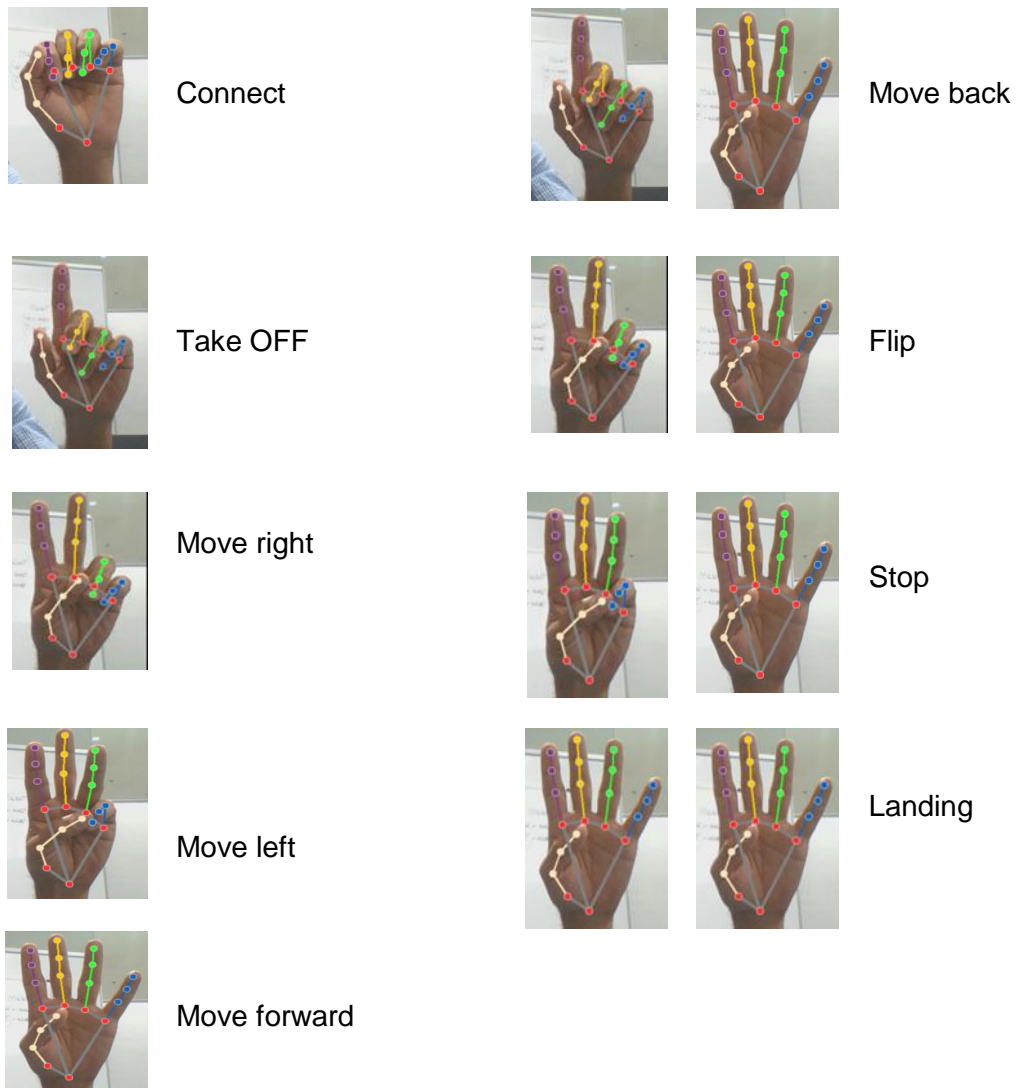 Connect
Take OFF
Move right
Move left
Move forward
Move back
Flip
Stop
Landing